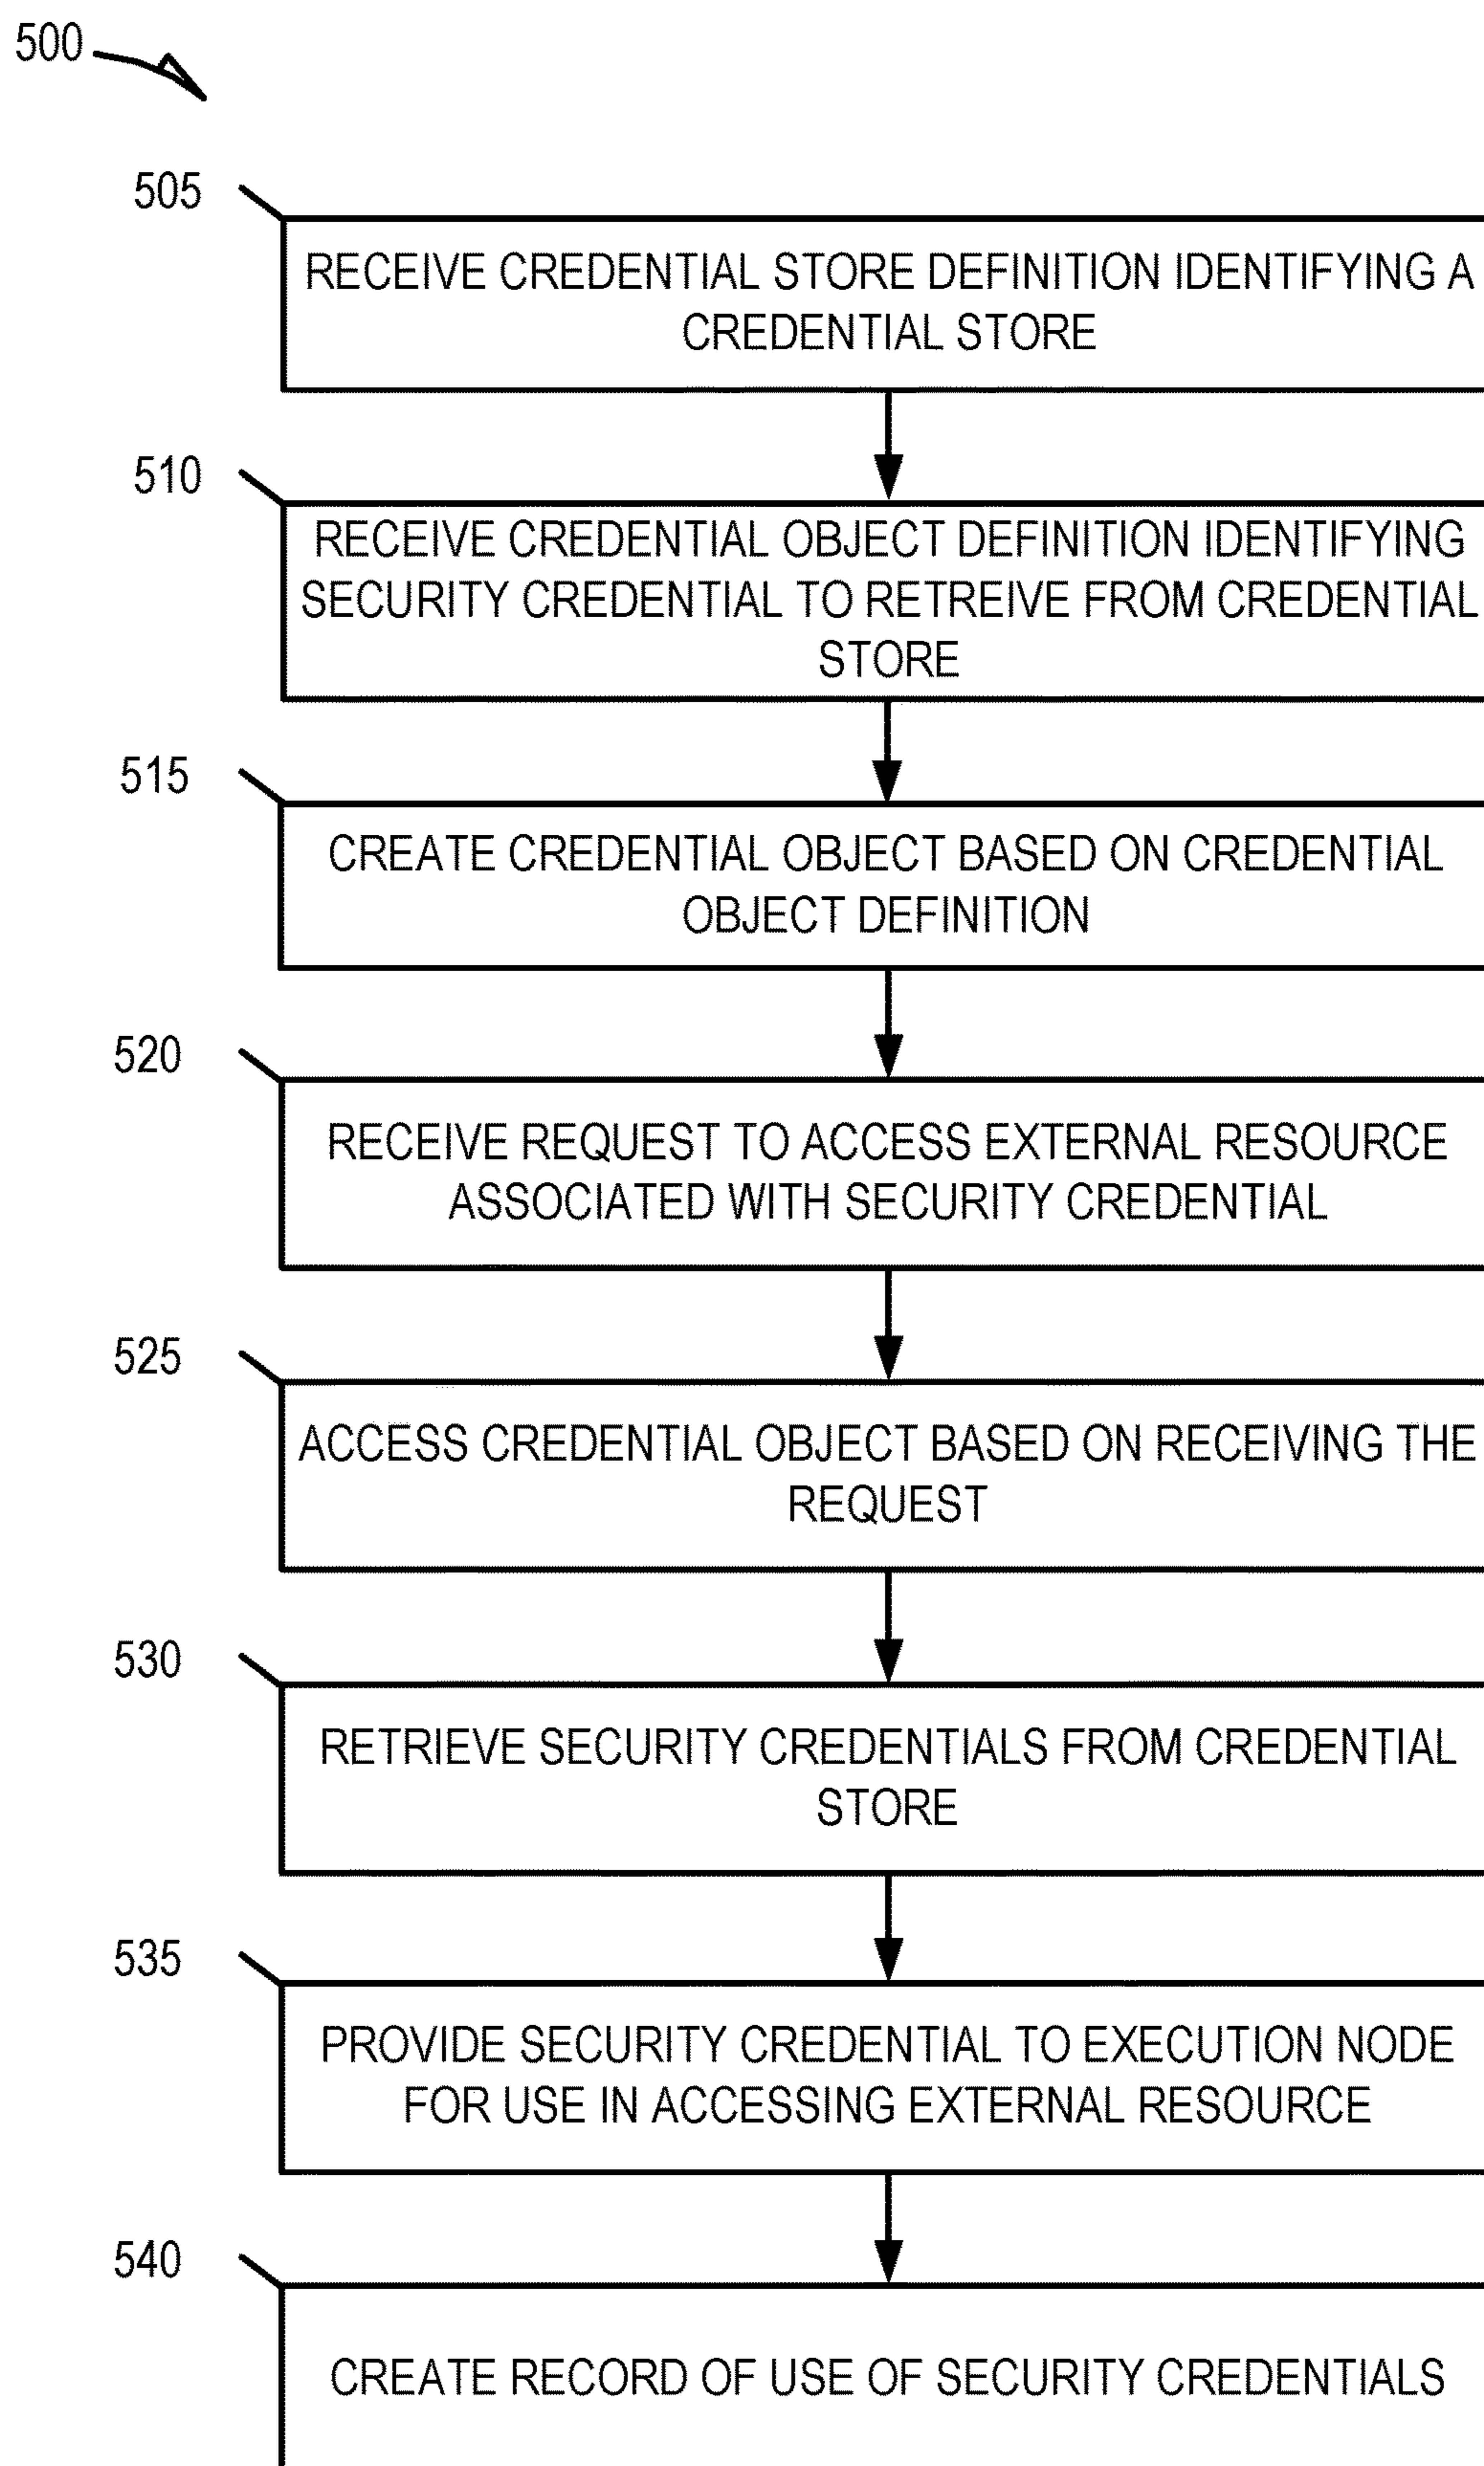 500
505
RECEIVE CREDENTIAL STORE DEFINITION IDENTIFYING A
CREDENTIAL STORE
510
RECEIVE CREDENTIAL OBJECT DEFINITION IDENTIFYING
SECURITY CREDENTIAL TO RETREIVE FROM CREDENTIAL
STORE
515
CREATE CREDENTIAL OBJECT BASED ON CREDENTIAL
OBJECT DEFINITION
520
RECEIVE REQUEST TO ACCESS EXTERNAL RESOURCE
ASSOCIATED WITH SECURITY CREDENTIAL
525
ACCESS CREDENTIAL OBJECT BASED ON RECEIVING THE
REQUEST
530
RETRIEVE SECURITY CREDENTIALS FROM CREDENTIAL
STORE
535
PROVIDE SECURITY CREDENTIAL TO EXECUTION NODE
FOR USE IN ACCESSING EXTERNAL RESOURCE
540
CREATE RECORD OF USE OF SECURITY CREDENTIALS